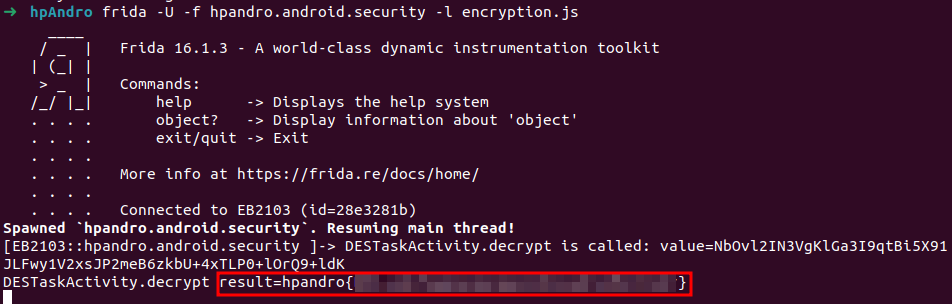 ➜ hpAndro frida -U -f hpandro.android.security -l encryption.js
     ____
    / _  |   Frida 16.1.3 - A world-class dynamic instrumentation toolkit
   | (_| |
    > _  |   Commands:
   /_/ |_|       help      -> Displays the help system
   . . . .       object?   -> Display information about 'object'
   . . . .       exit/quit -> Exit
   . . . .
   . . . .   More info at https://frida.re/docs/home/
   . . . .
   . . . .   Connected to EB2103 (id=28e3281b)
Spawned `hpandro.android.security`. Resuming main thread!
[EB2103::hpandro.android.security ]-> DESTaskActivity.decrypt is called: value=NbOvl2IN3VgKlGa3I9qtBi5X91
JLFwy1V2xsJP2meB6zkbU+4xTLP0+lOrQ9+ldK
DESTaskActivity.decrypt result=hpandro{ }